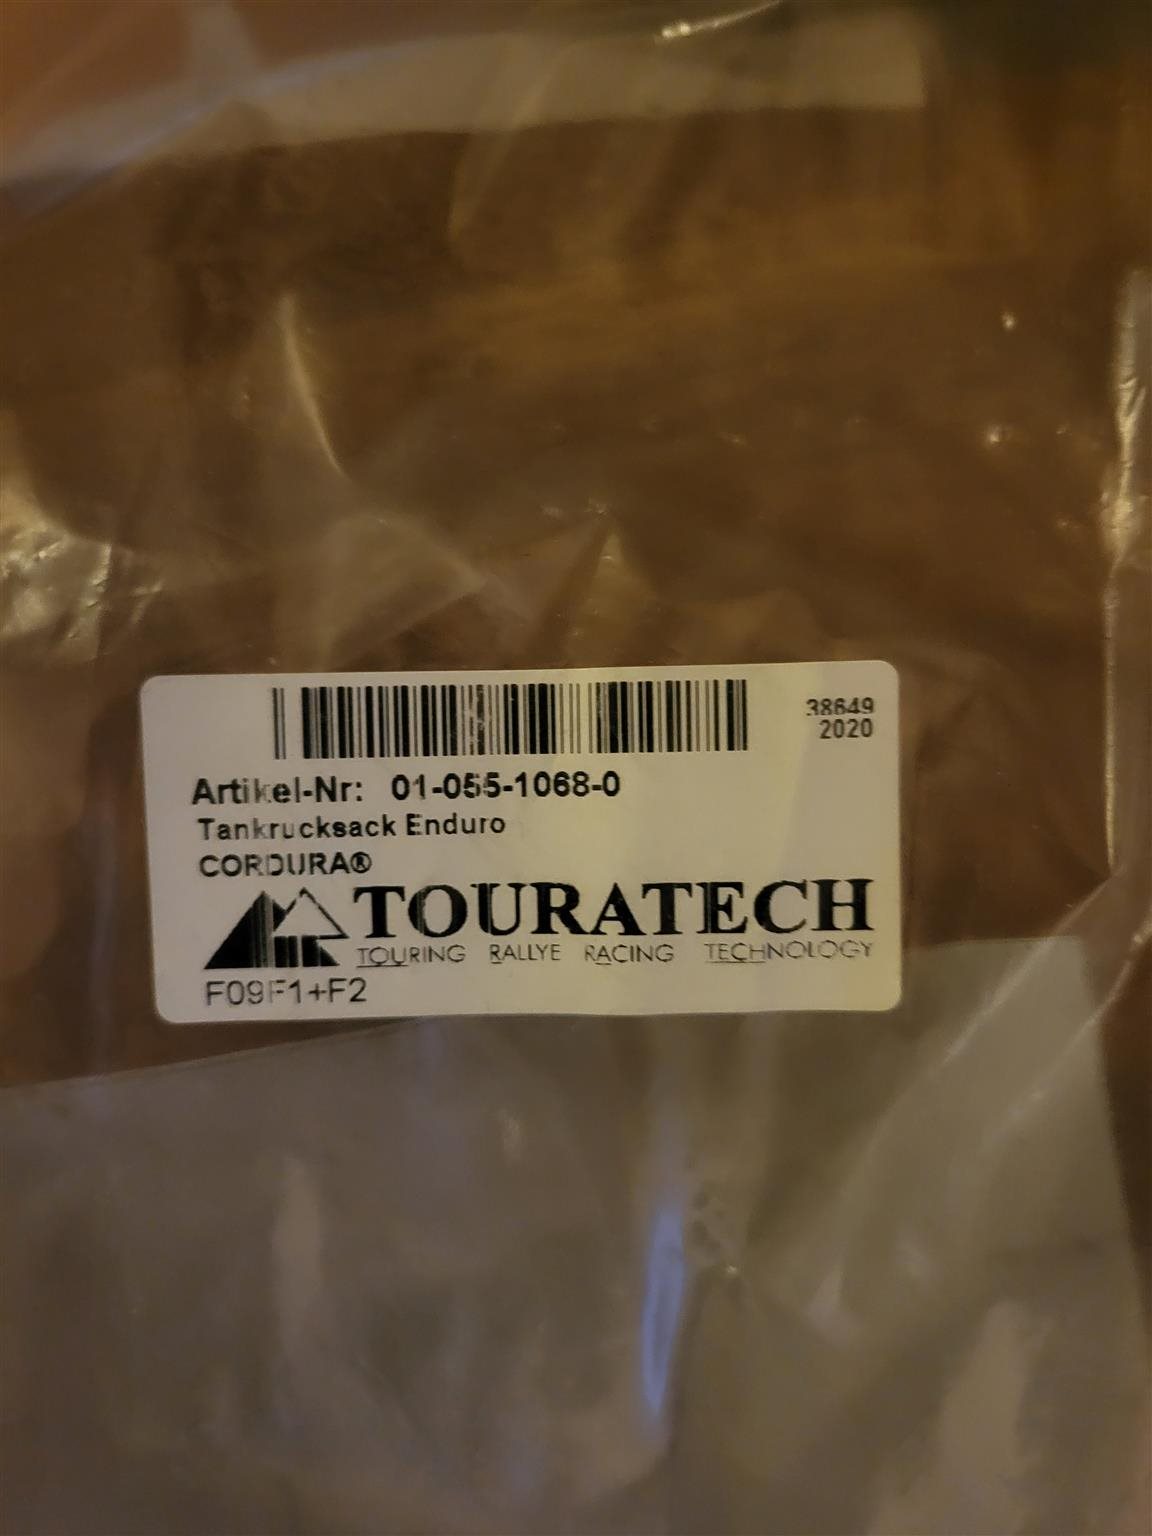 38649
2020
Artikel-Nr: 01-055-1068-0
Tankrucksack Enduro
CORDURA®
TOURATECH
TOURING RALLYE RACING TECHNOLOGY
F09F1+F2